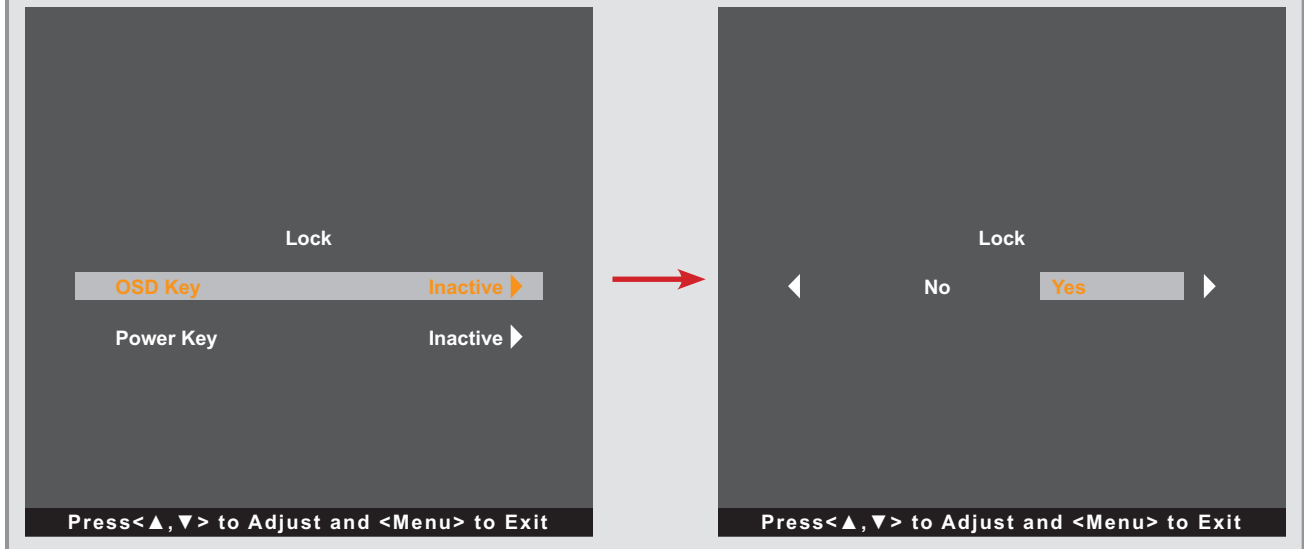 Lock
OSD Key Inactive
Power Key Inactive
Press<▲,▼> to Adjust and <Menu> to Exit
Lock
No Yes
Press<▲,▼> to Adjust and <Menu> to Exit